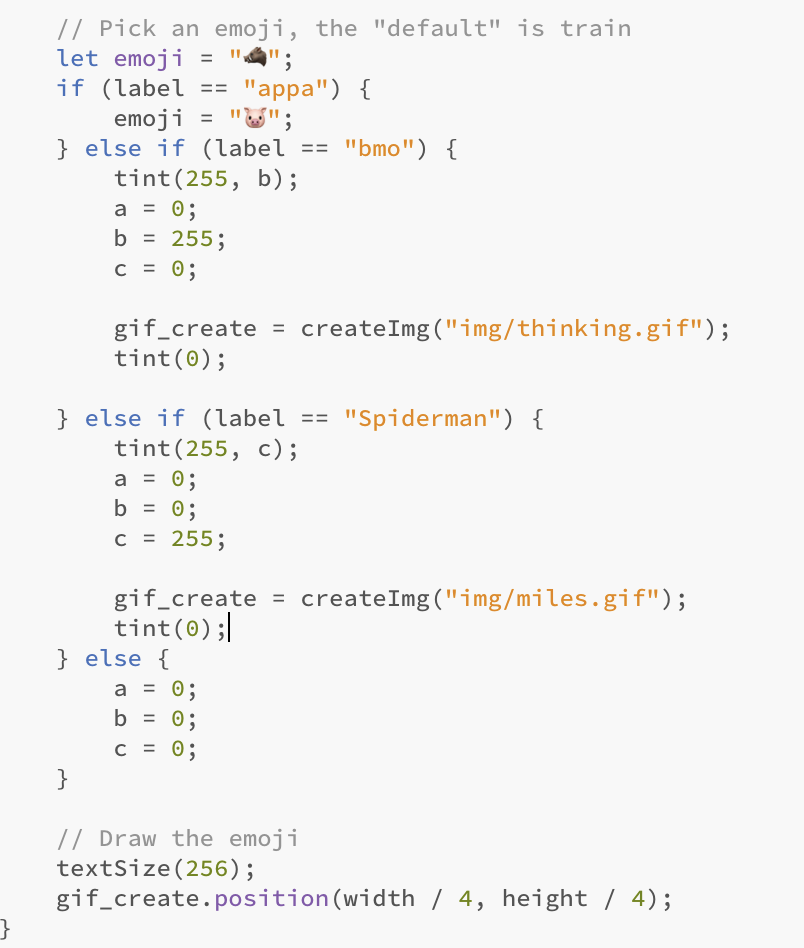 // Pick an emoji, the "default" is train
let emoji = "🐗";
if (label == "appa") {
emoji = "🐷";
} else if (label == "bmo") {
tint(255, b);
a = 0;
b = 255;
c = 0;
gif_create = createImg("img/thinking.gif");
tint(0);
} else if (label == "Spiderman") {
tint(255, c);
a = 0;
b = 0;
c = 255;
gif_create = createImg("img/miles.gif");
tint(0);
} else {
a = 0;
b = 0;
c = 0;
}
// Draw the emoji
textSize(256);
gif_create.position(width / 4, height / 4);
}